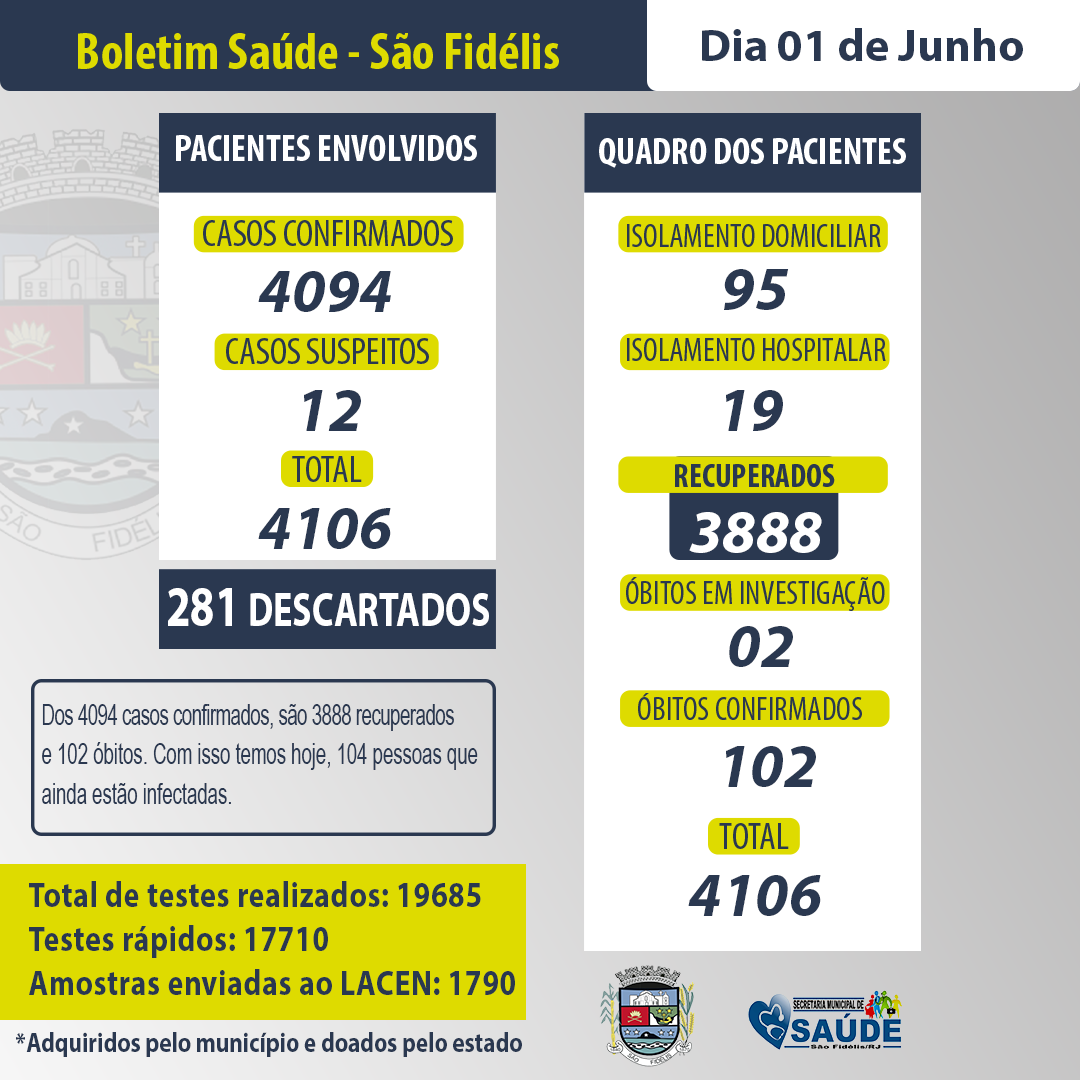 Boletim Saúde - São Fidélis
Dia 01 de Junho
PACIENTES ENVOLVIDOS
CASOS CONFIRMADOS
4094
CASOS SUSPEITOS
12
TOTAL
4106
281 DESCARTADOS
Dos 4094 casos confirmados, são 3888 recuperados
e 102 óbitos. Com isso temos hoje, 104 pessoas que
ainda estão infectadas.
Total de testes realizados: 19685
Testes rápidos: 17710
Amostras enviadas ao LACEN: 1790
*Adquiridos pelo município e doados pelo estado
QUADRO DOS PACIENTES
ISOLAMENTO DOMICILIAR
95
ISOLAMENTO HOSPITALAR
19
RECUPERADOS
3888
ÓBITOS EM INVESTIGAÇÃO
02
ÓBITOS CONFIRMADOS
102
TOTAL
4106
SÃO FIDÉLIS
SÃO FIDÉLIS
SECRETARIA MUNICIPAL DE
SAÚDE
São Fidélis/RJ